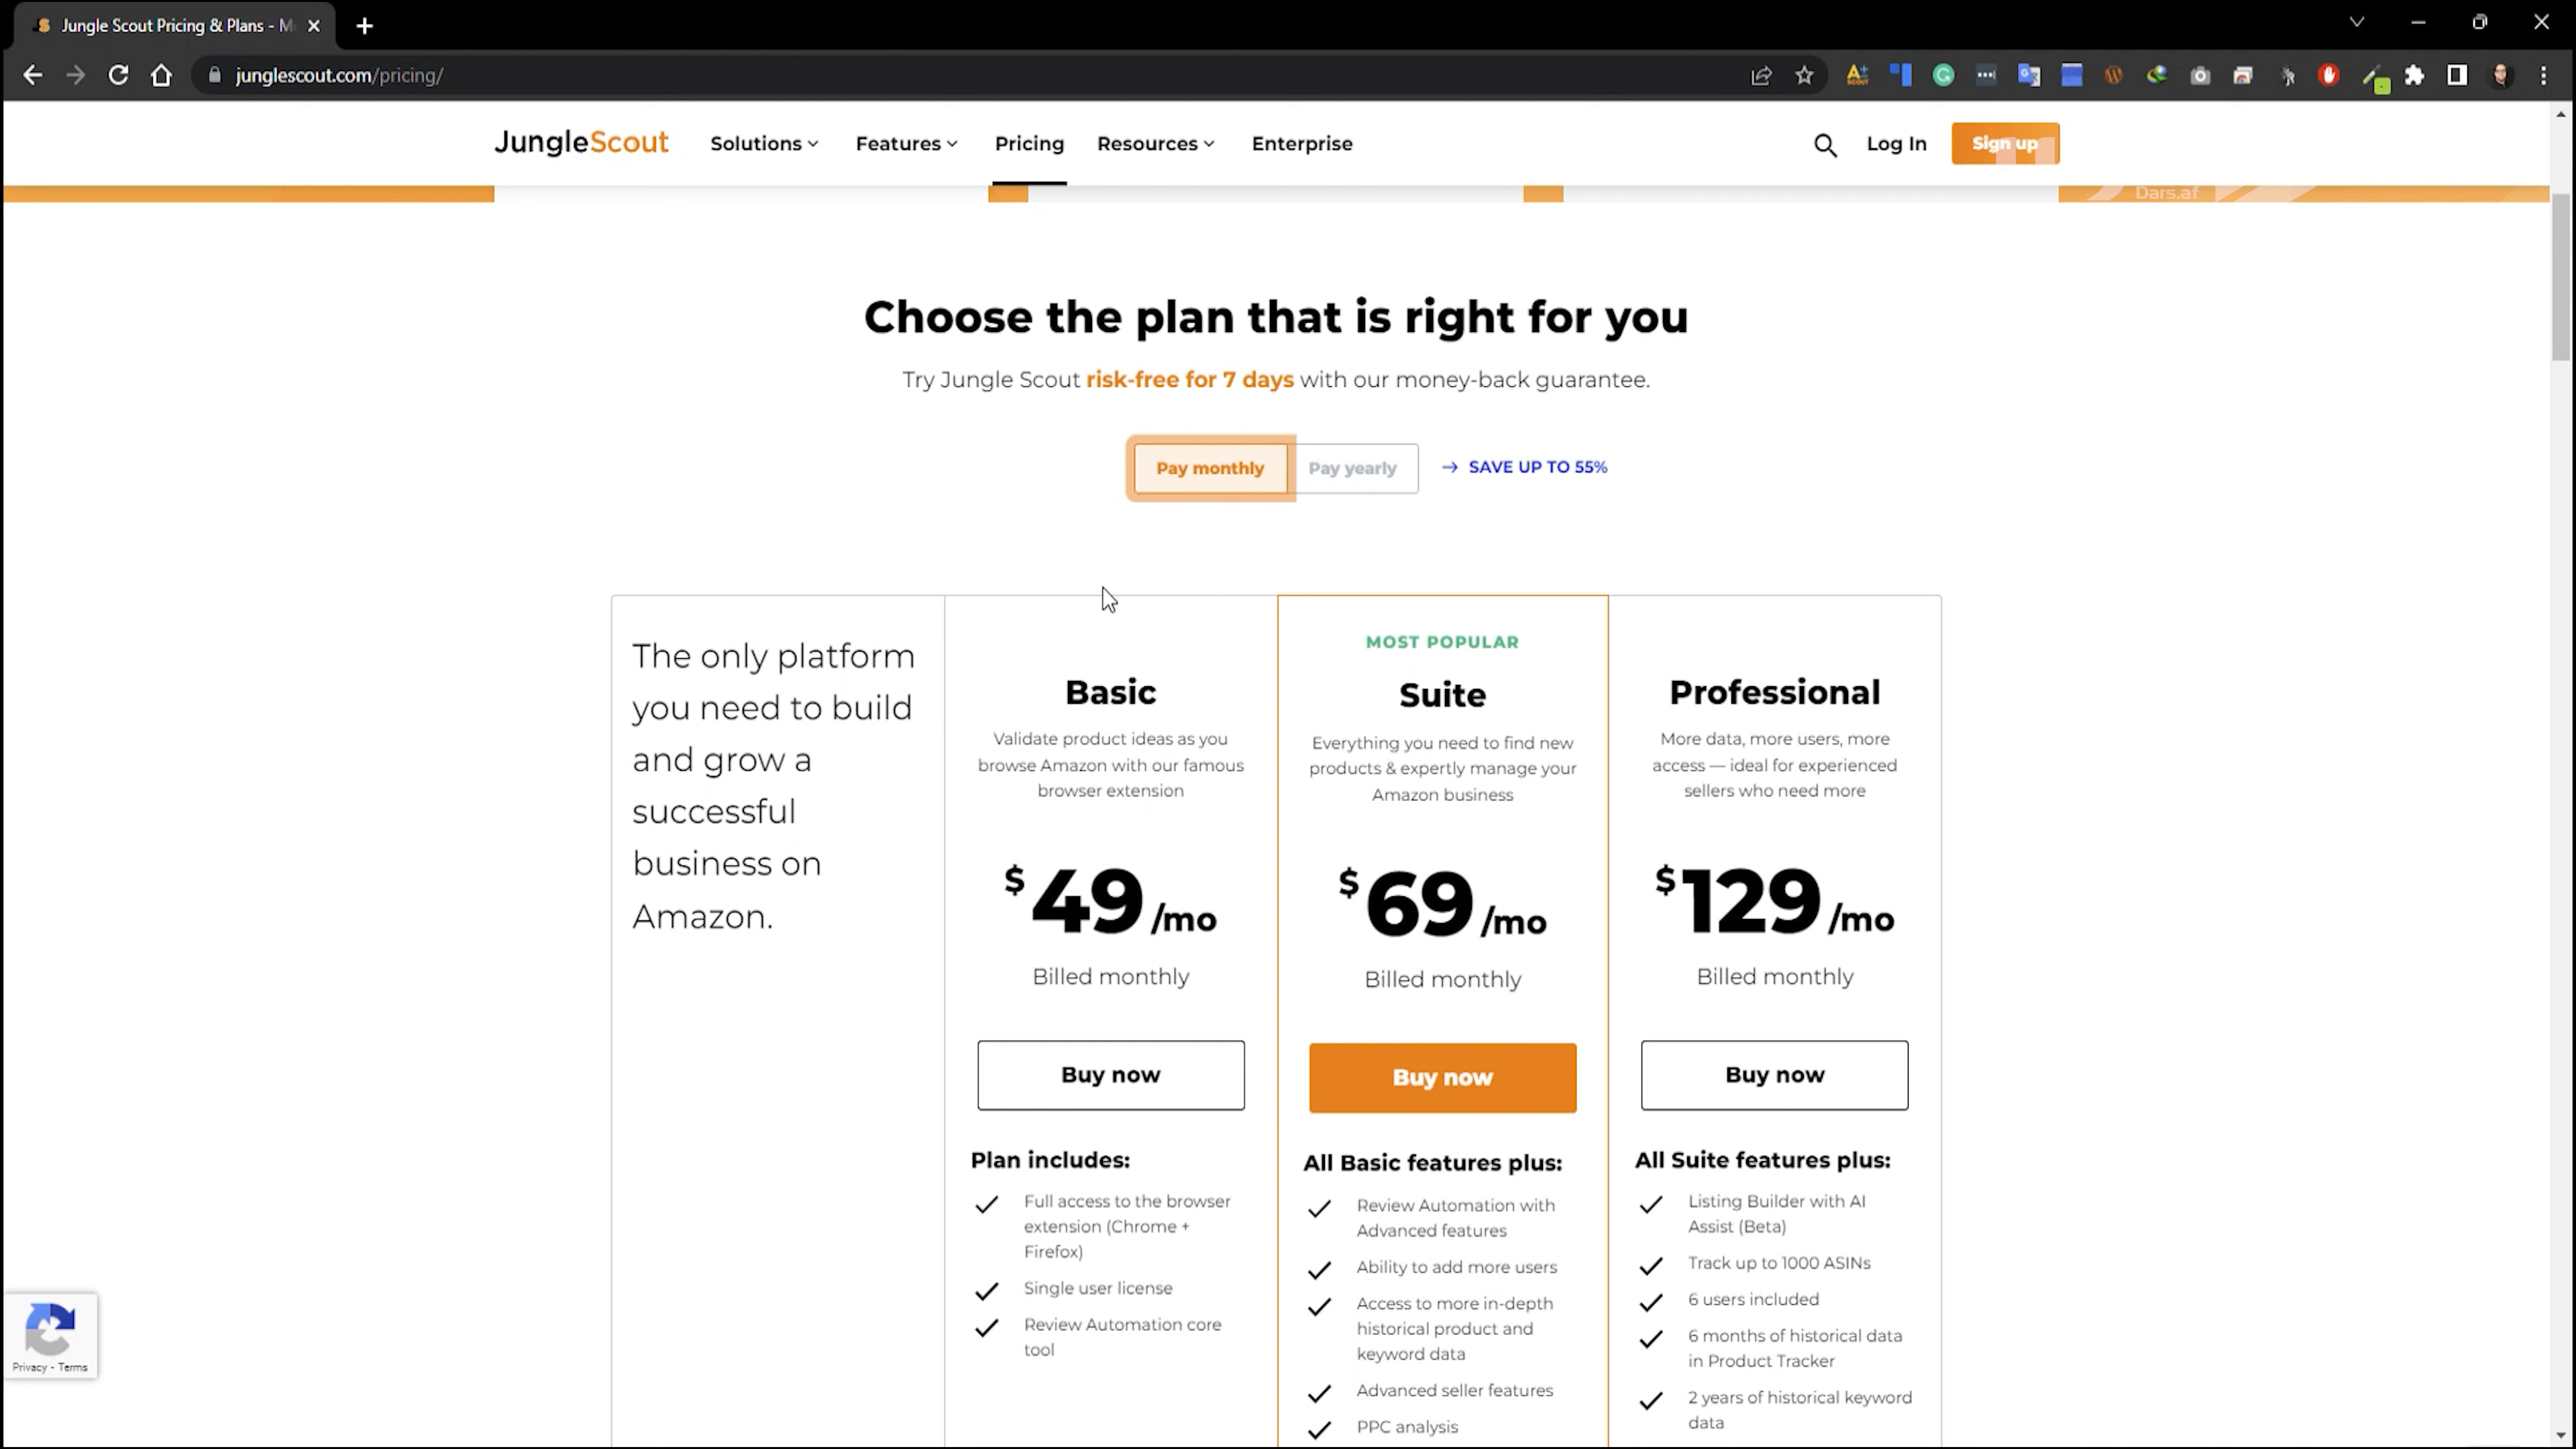 Jungle Scout Pricing & Plans - M
junglescout.com/pricing/
JungleScout
Solutions
Features
Pricing
Resources
Enterprise
Log In
Sign up
Dars.af
Choose the plan that is right for you
Try Jungle Scout risk-free for 7 days with our money-back guarantee.
Pay monthly
Pay yearly
→ SAVE UP TO 55%
The only platform
you need to build
and grow a
successful
business on
Amazon.
Basic
Validate product ideas as you
browse Amazon with our famous
browser extension
$49/mo
Billed monthly
Buy now
Plan includes:
Full access to the browser
extension (Chrome +
Firefox)
Single user license
Review Automation core
tool
MOST POPULAR
Suite
Everything you need to find new
products & expertly manage your
Amazon business
$69/mo
Billed monthly
Buy now
All Basic features plus:
Review Automation with
Advanced features
Ability to add more users
Access to more in-depth
historical product and
keyword data
Advanced seller features
PPC analysis
Professional
More data, more users, more
access — ideal for experienced
sellers who need more
$129/mo
Billed monthly
Buy now
All Suite features plus:
Listing Builder with AI
Assist (Beta)
Track up to 1000 ASINs
6 users included
6 months of historical data
in Product Tracker
2 years of historical keyword
data
Privacy - Terms